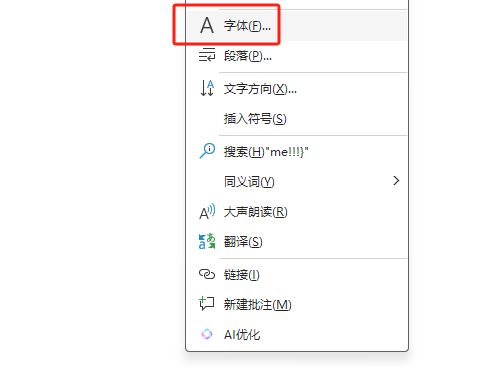 字体(F)...
段落(P)...
文字方向(X)...
插入符号(S)
搜索(H)"me!!!}"
同义词(Y)
大声朗读(R)
翻译(S)
链接(I)
新建批注(M)
AI优化